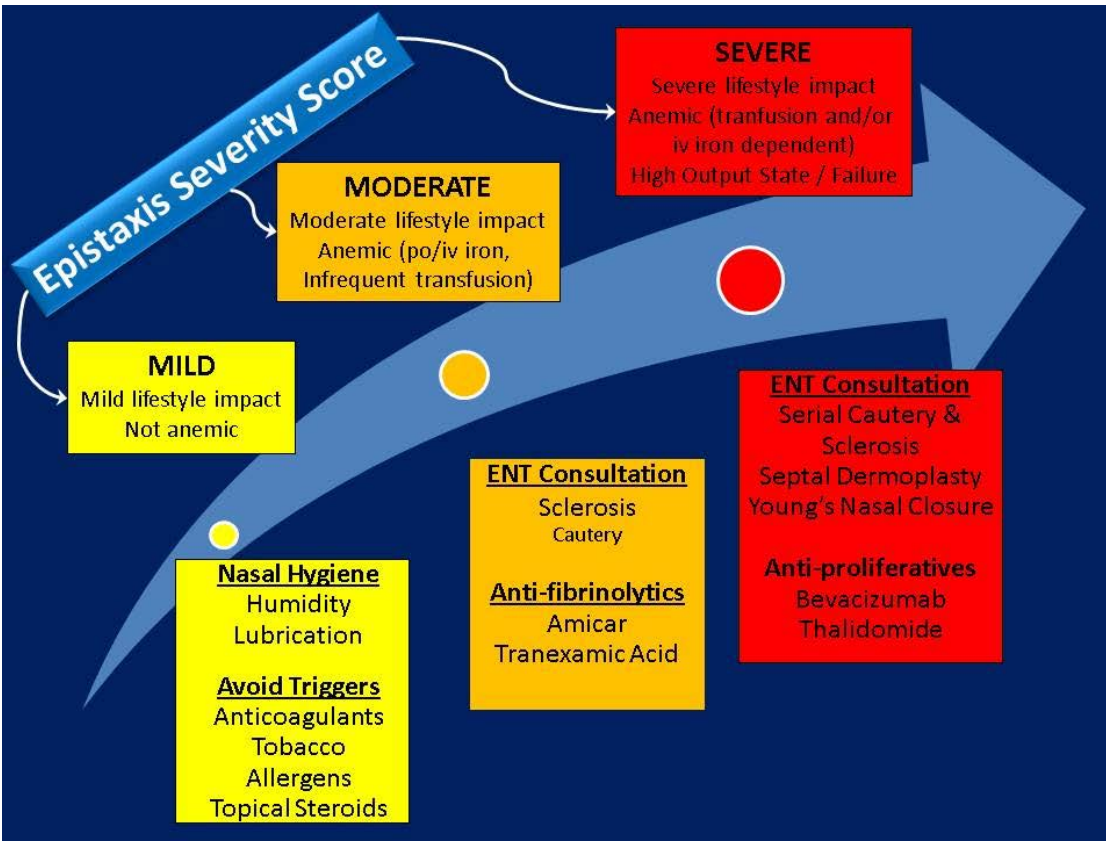 Epistaxis Severity Score
SEVERE
Severe lifestyle impact
Anemic (tranfusion and/or
iv iron dependent)
High Output State / Failure
MODERATE
Moderate lifestyle impact
Anemic (po/iv iron,
Infrequent transfusion)
MILD
Mild lifestyle impact
Not anemic
Nasal Hygiene
Humidity
Lubrication
Avoid Triggers
Anticoagulants
Tobacco
Allergens
Topical Steroids
ENT Consultation
Sclerosis
Cautery
Anti-fibrinolytics
Amicar
Tranexamic Acid
ENT Consultation
Serial Cautery &
Sclerosis
Septal Dermoplasty
Young's Nasal Closure
Anti-proliferatives
Bevacizumab
Thalidomide